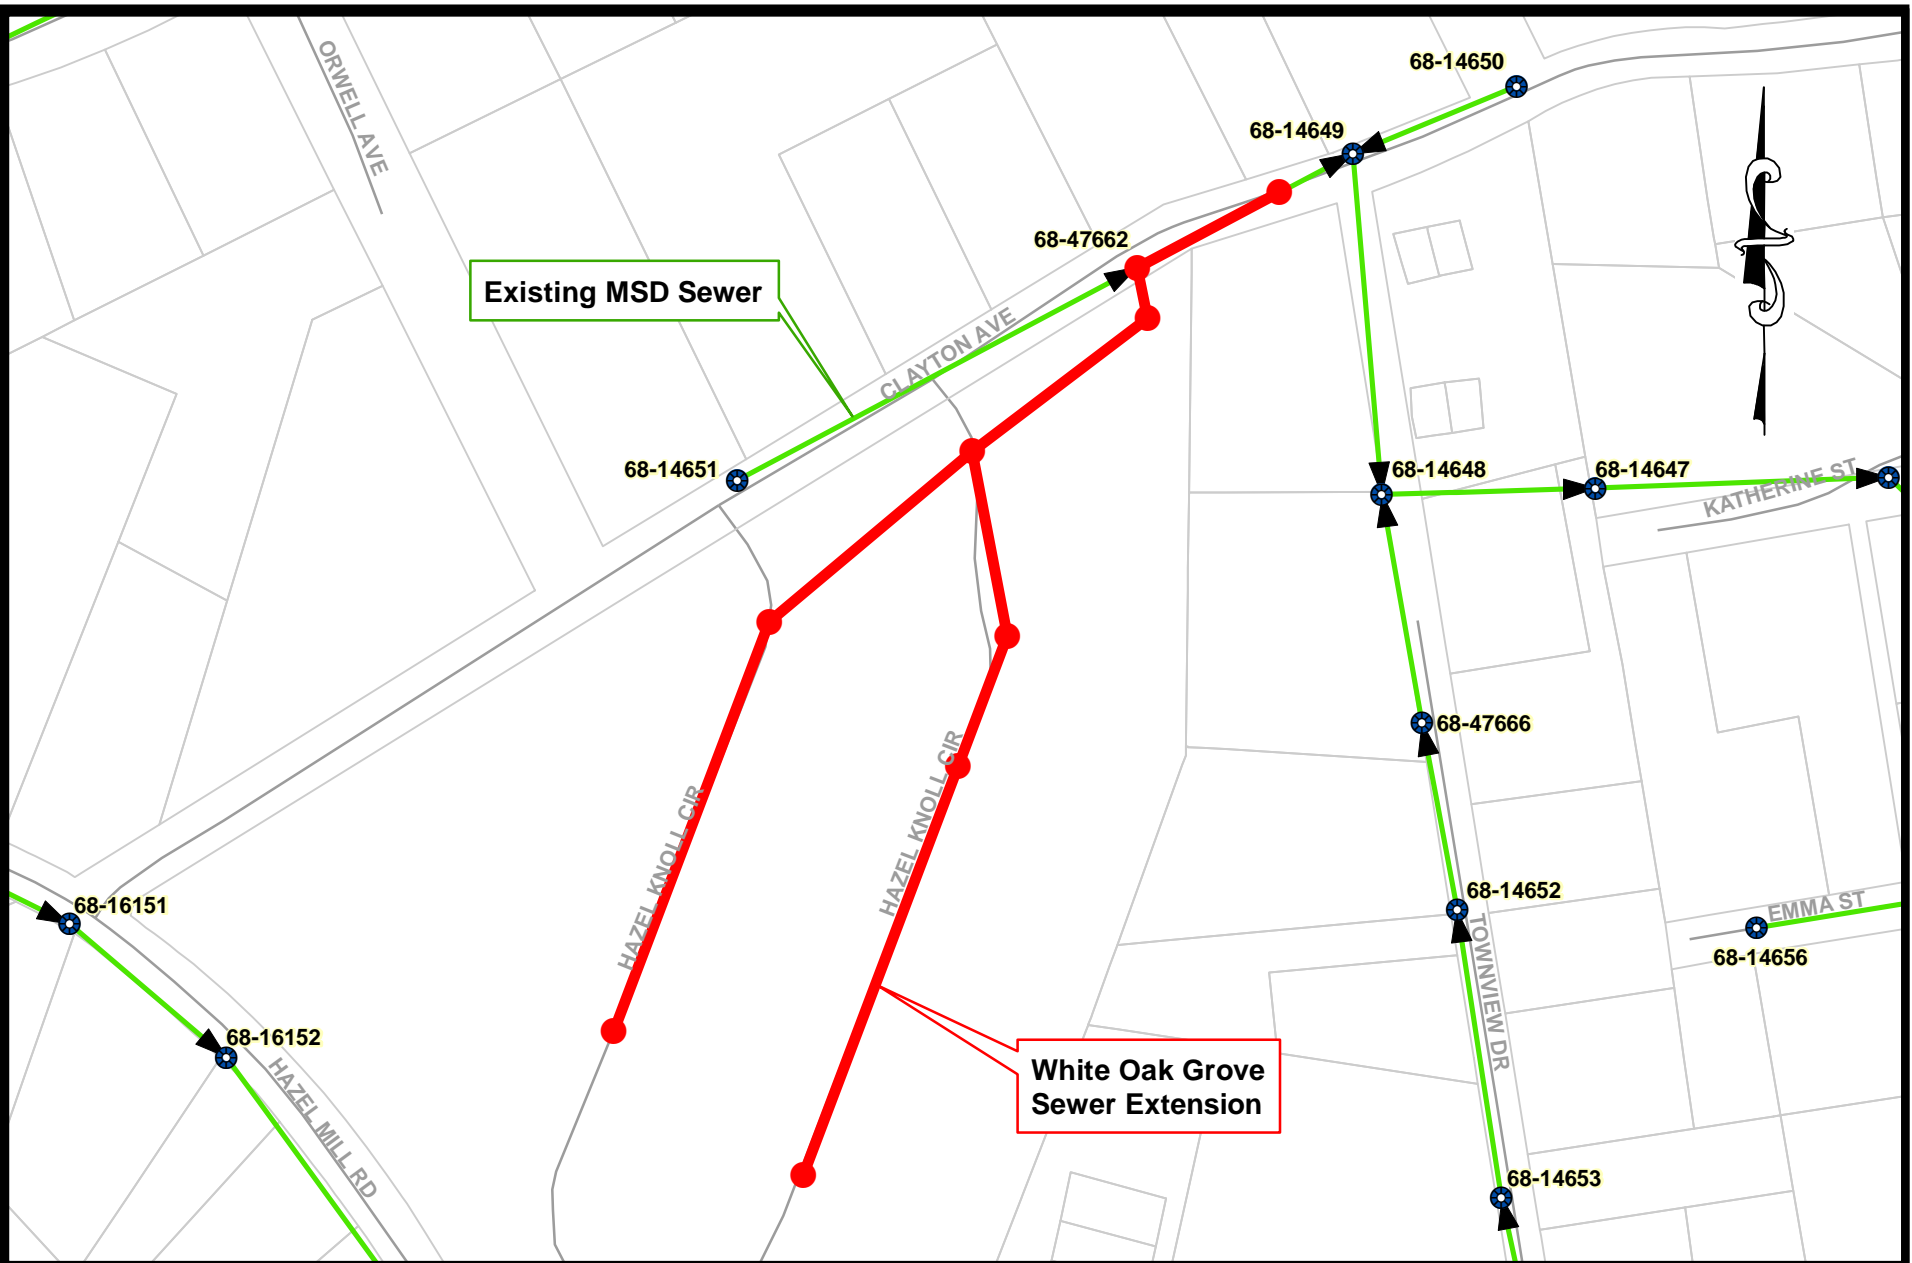 ORWELL AVE
68-14650
68-14649
68-47662
Existing MSD Sewer
CLAYTON AVE
68-14651
68-14648
68-14647
KATHERINE ST
68-47666
HAZEL KNOLL CIR
HAZEL KNOLL CIR
68-14652
EMMA ST
68-16151
68-14656
TOWNVIEW DR
68-16152
HAZEL MILL RD
White Oak Grove
Sewer Extension
68-14653